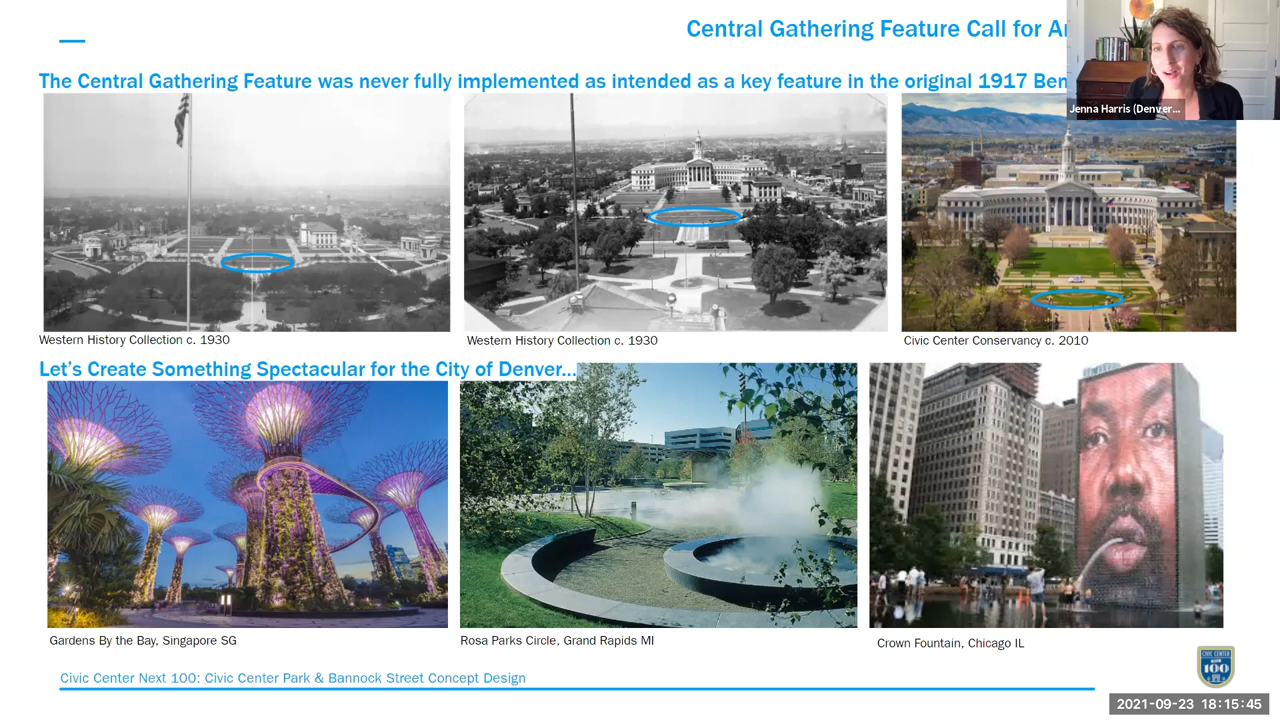 Central Gathering Feature Call for
The Central Gathering Feature was never fully implemented as intended as a key feature in the original 1917
Jenna Harris (Denver...
Western History Collection c. 1930
Western History Collection c. 1930
Civic Center Conservancy c. 2010
Let's Create Something Spectacular for the City of Denver...
Gardens By the Bay, Singapore SG
Rosa Parks Circle, Grand Rapids MI
Crown Fountain, Chicago IL
Civic Center Next 100: Civic Center Park & Bannock Street Concept Design
CIVIC CENTER
100
2021-09-23 18:15:45